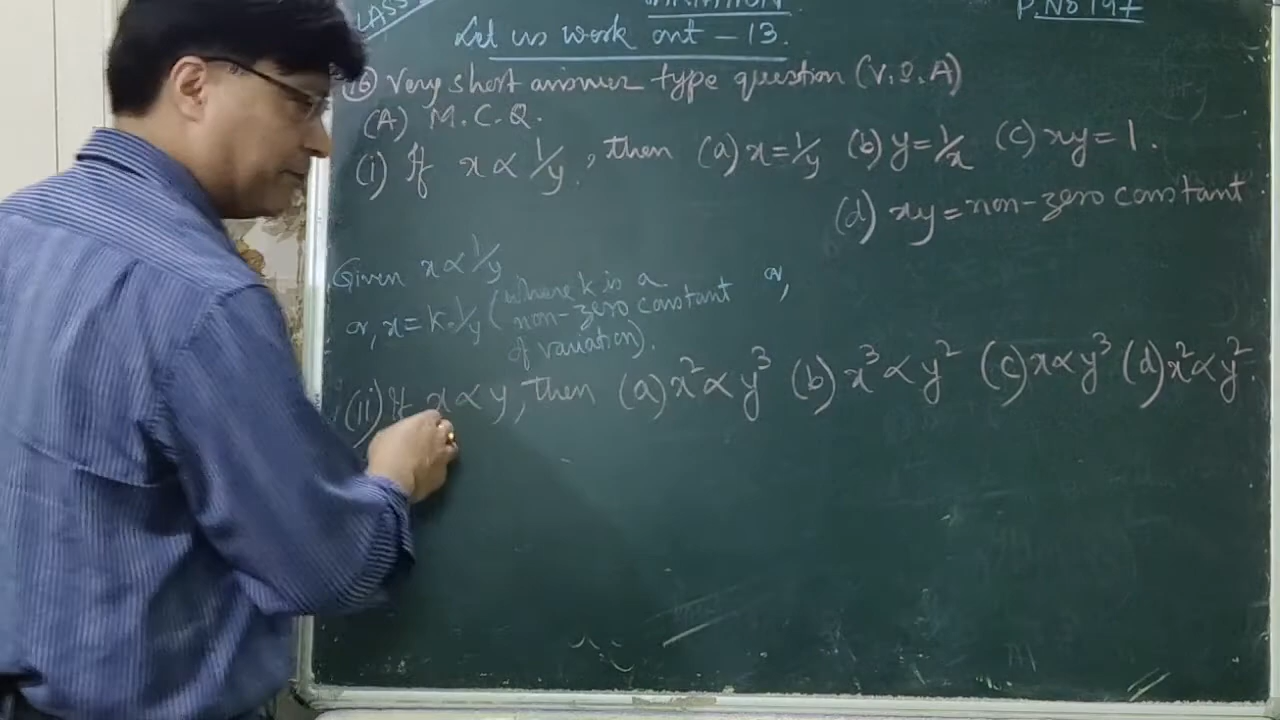 CLASS
VARIATION
P.No 197
Let us work out - 13.
(16) Very short answer type question (V.S.A)
(A) M.C.Q.
(i) If x ∝ 1/y, then (a) x = 1/y (b) y = 1/x (c) xy = 1.
(d) xy = non-zero constant
Given x ∝ 1/y
or, x = k.1/y (where k is a non-zero constant of variation). or,
(ii) If x ∝ y, then (a) x² ∝ y³ (b) x³ ∝ y² (c) x ∝ y³ (d) x² ∝ y².